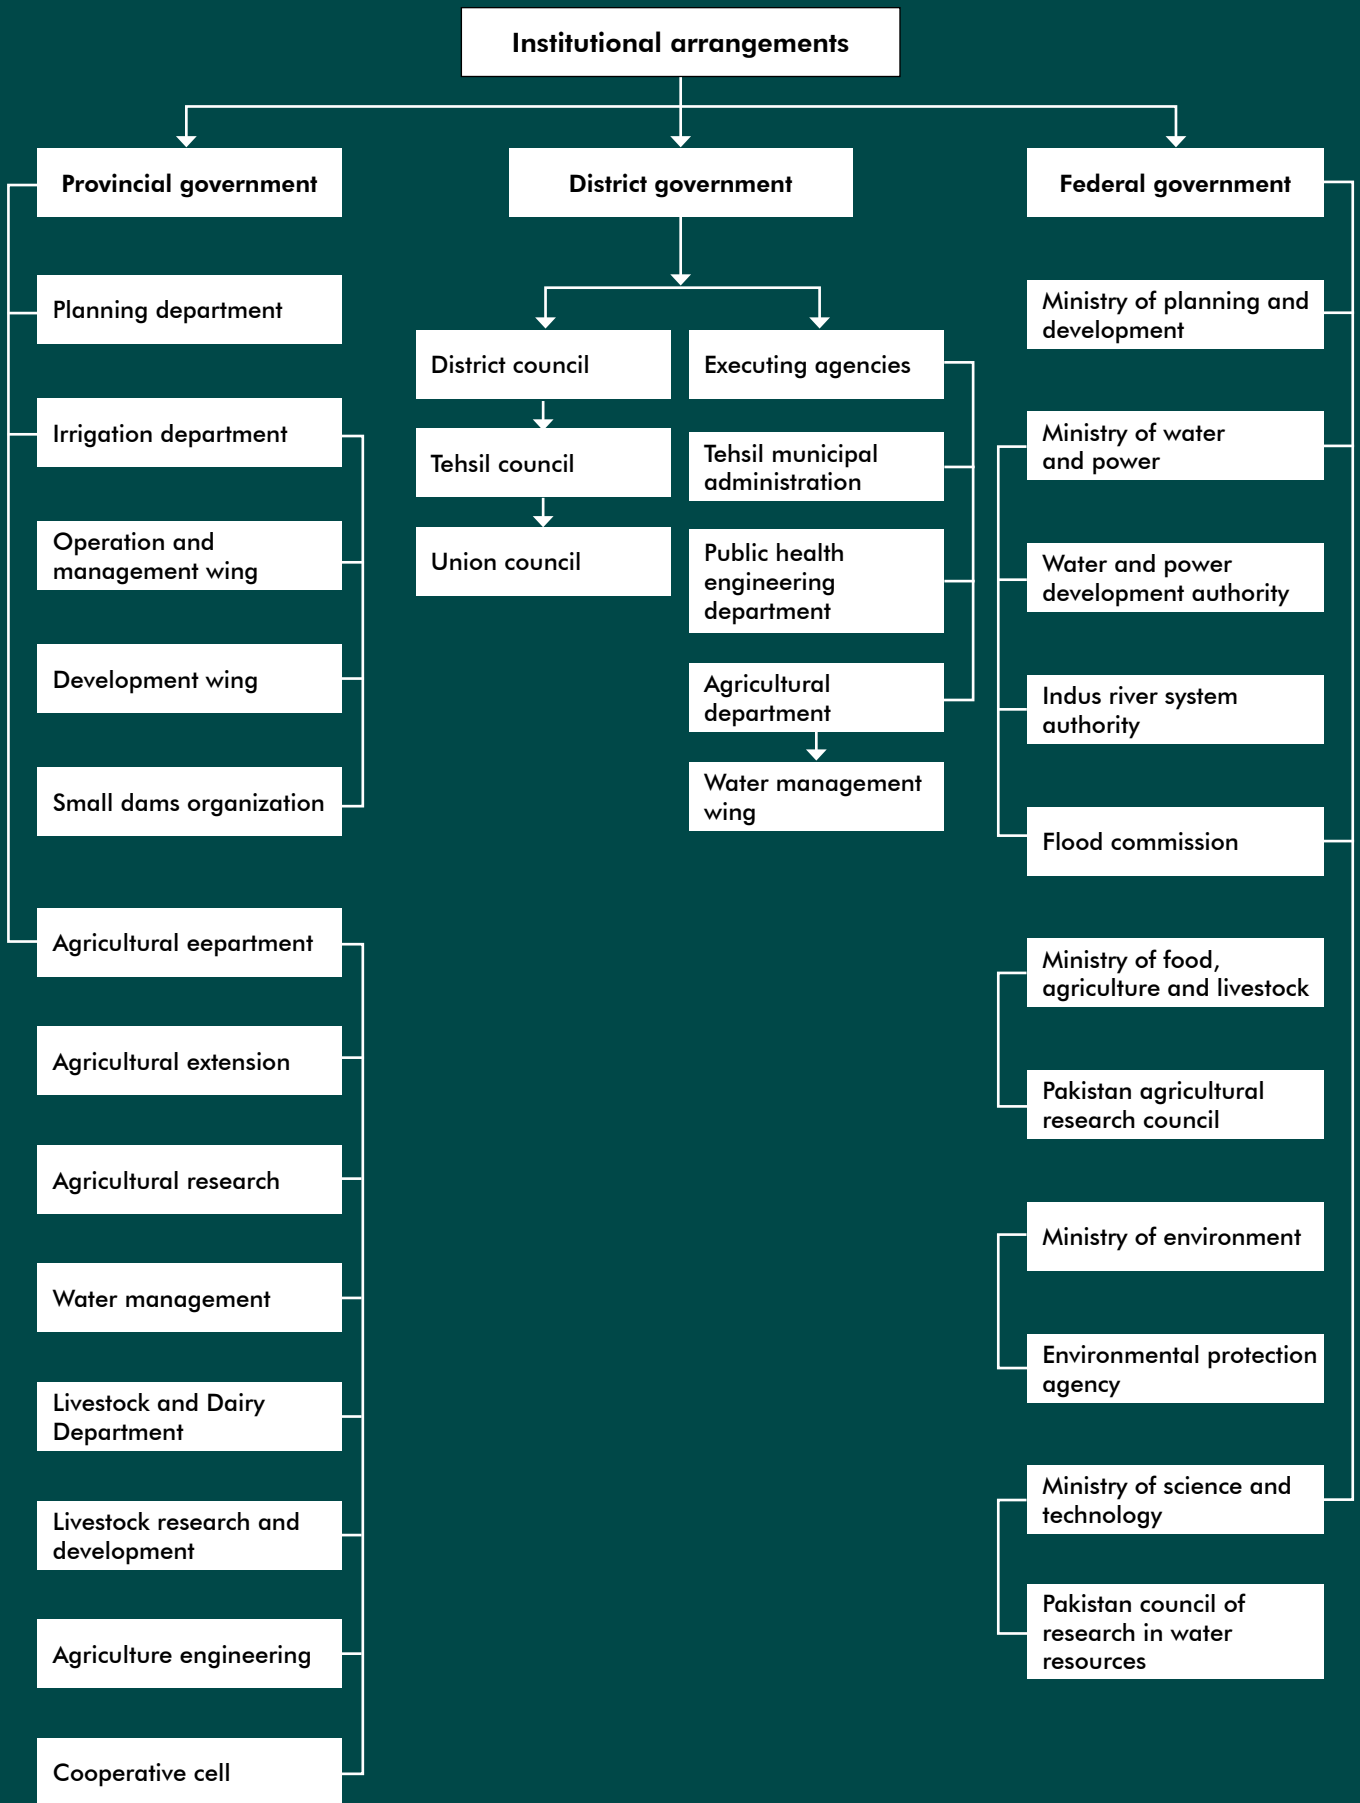 Institutional arrangements
Provincial government
Planning department
Irrigation department
Operation and
management wing
Development wing
Small dams organization
Agricultural eepartment
Agricultural extension
Agricultural research
Water management
Livestock and Dairy
Department
Livestock research and
development
Agriculture engineering
Cooperative cell
District government
District council
Tehsil council
Union council
Executing agencies
Tehsil municipal
administration
Public health
engineering
department
Agricultural
department
Water management
wing
Federal government
Ministry of planning and
development
Ministry of water
and power
Water and power
development authority
Indus river system
authority
Flood commission
Ministry of food,
agriculture and livestock
Pakistan agricultural
research council
Ministry of environment
Environmental protection
agency
Ministry of science and
technology
Pakistan council of
research in water
resources